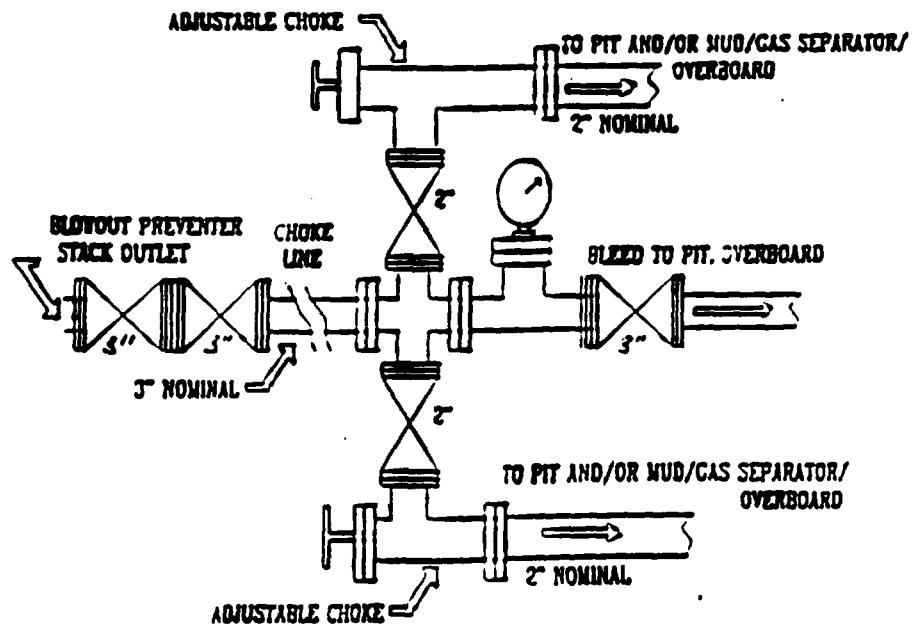 ADJUSTABLE CHOKE
TO PIT AND/OR MUD/GAS SEPARATOR/
OVERBOARD
2" NOMINAL
2"
BLOWOUT PREVENTER
STACK OUTLET
CHOKE
LINE
BLEED TO PIT, OVERBOARD
3"
3"
3"
3" NOMINAL
2"
TO PIT AND/OR MUD/GAS SEPARATOR/
OVERBOARD
2" NOMINAL
ADJUSTABLE CHOKE